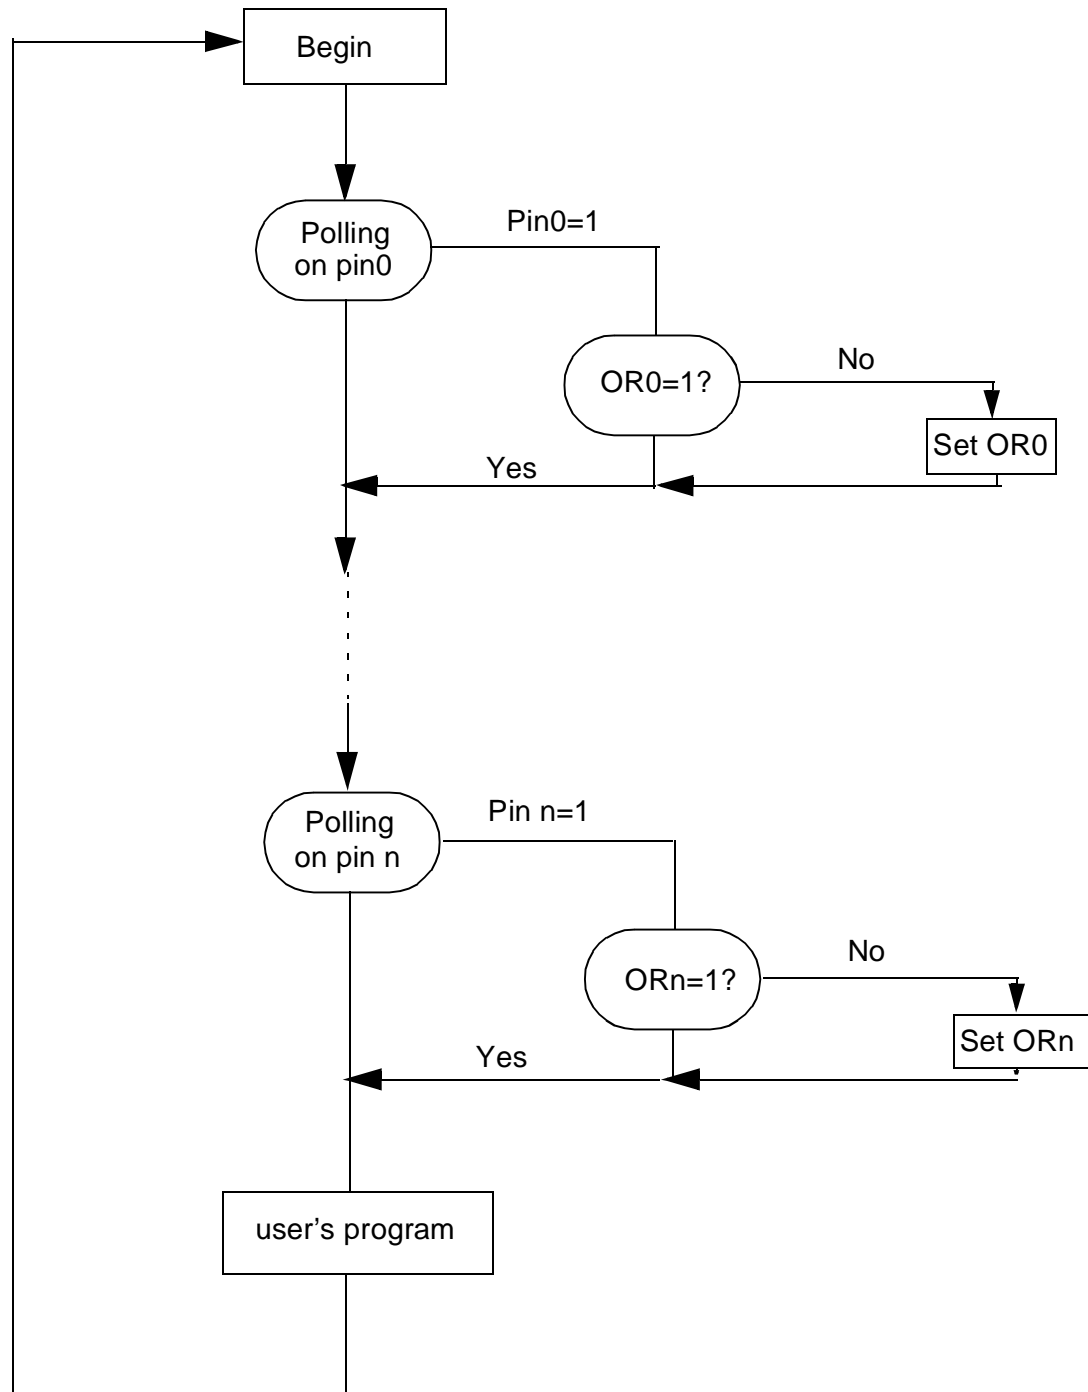 Begin
Polling
on pin0
Pin0=1
OR0=1?
No
Set OR0
Yes
Polling
on pin n
Pin n=1
ORn=1?
No
Set ORn
Yes
user's program